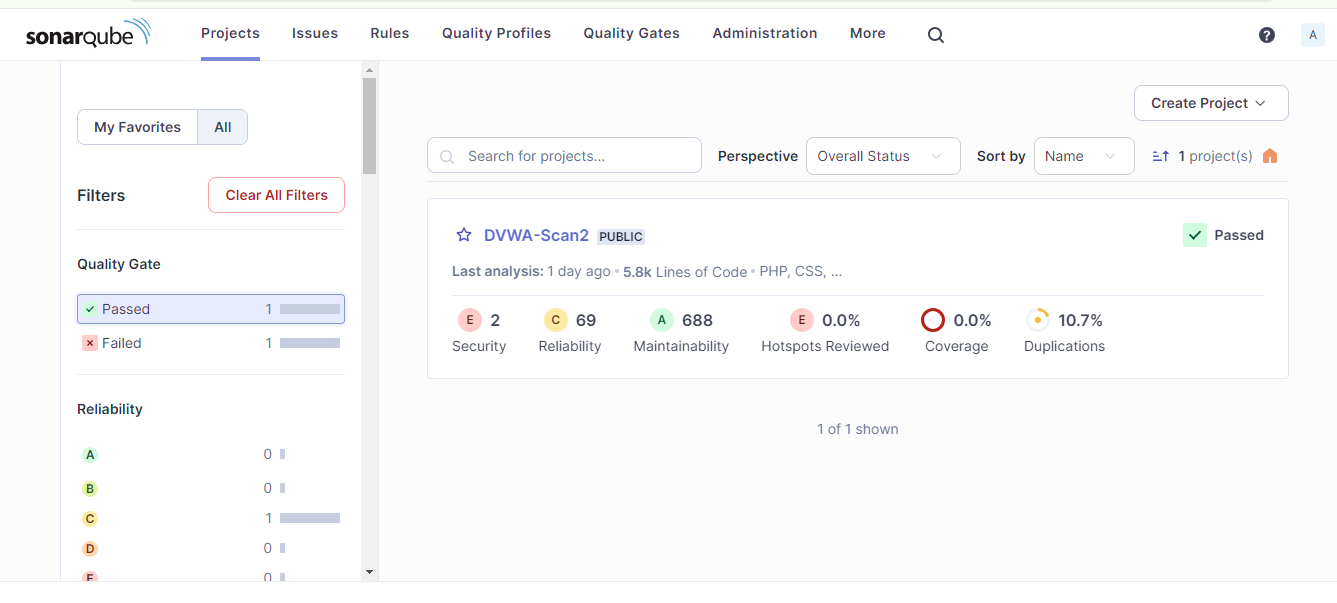 sonarqube Projects Issues Rules Quality Profiles Quality Gates Administration More ? A
My Favorites All
Filters Clear All Filters
Quality Gate
Passed 1
Failed 1
Reliability
A 0
B 0
C 1
D 0
E 0
Create Project
Search for projects... Perspective Overall Status Sort by Name 1 project(s)
DVWA-Scan2 PUBLIC Passed
Last analysis: 1 day ago • 5.8k Lines of Code • PHP, CSS, ...
E 2 C 69 A 688 E 0.0% 0.0% 10.7%
Security Reliability Maintainability Hotspots Reviewed Coverage Duplications
1 of 1 shown